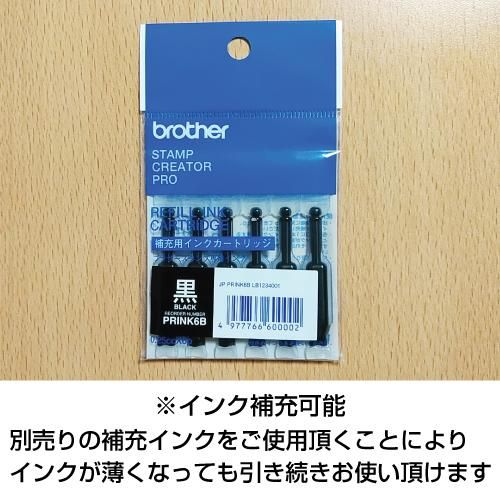 brother
STAMP
CREATOR
PRO
REFILL INK
CARTRIDGE
補充用インクカートリッジ
黒
BLACK
REORDER NUMBER
PRINK6B
JP PRINK6B LB1234001
4 977766 600002
※インク補充可能
別売りの補充インクをご使用頂くことにより
インクが薄くなっても引き続きお使い頂けます